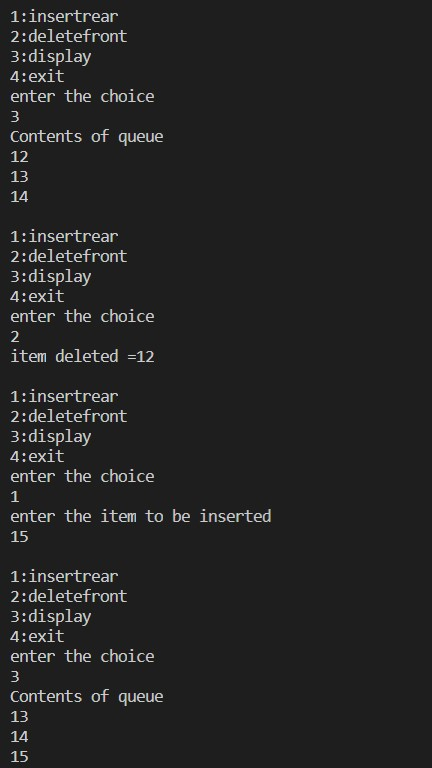 1:insertrear
2:deletefront
3:display
4:exit
enter the choice
3
Contents of queue
12
13
14
1:insertrear
2:deletefront
3:display
4:exit
enter the choice
2
item deleted =12
1:insertrear
2:deletefront
3:display
4:exit
enter the choice
1
enter the item to be inserted
15
1:insertrear
2:deletefront
3:display
4:exit
enter the choice
3
Contents of queue
13
14
15